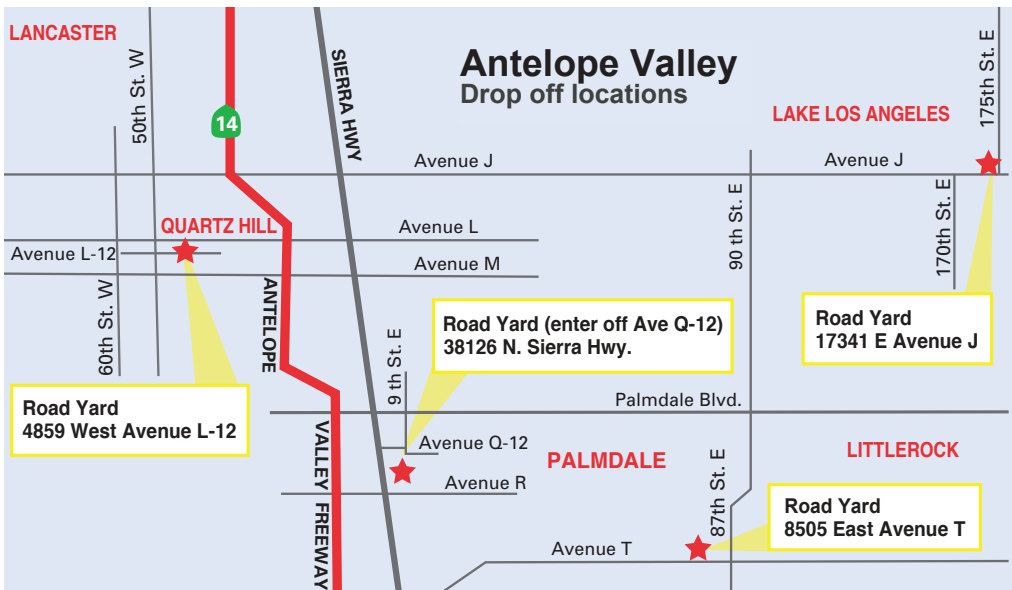 LANCASTER
50th St. W
14
SIERRA HWY
Antelope Valley
Drop off locations
175th St. E
LAKE LOS ANGELES
Avenue J
Avenue J
90 th St. E
170th St. E
QUARTZ HILL
Avenue L
Avenue L-12
Avenue M
60th St. W
ANTELOPE
9 th St. E
Road Yard (enter off Ave Q-12)
38126 N. Sierra Hwy.
Road Yard
17341 E Avenue J
Road Yard
4859 West Avenue L-12
Palmdale Blvd.
VALLEY FREEWAY
Avenue Q-12
PALMDALE
LITTLEROCK
Avenue R
87th St. E
Road Yard
8505 East Avenue T
Avenue T